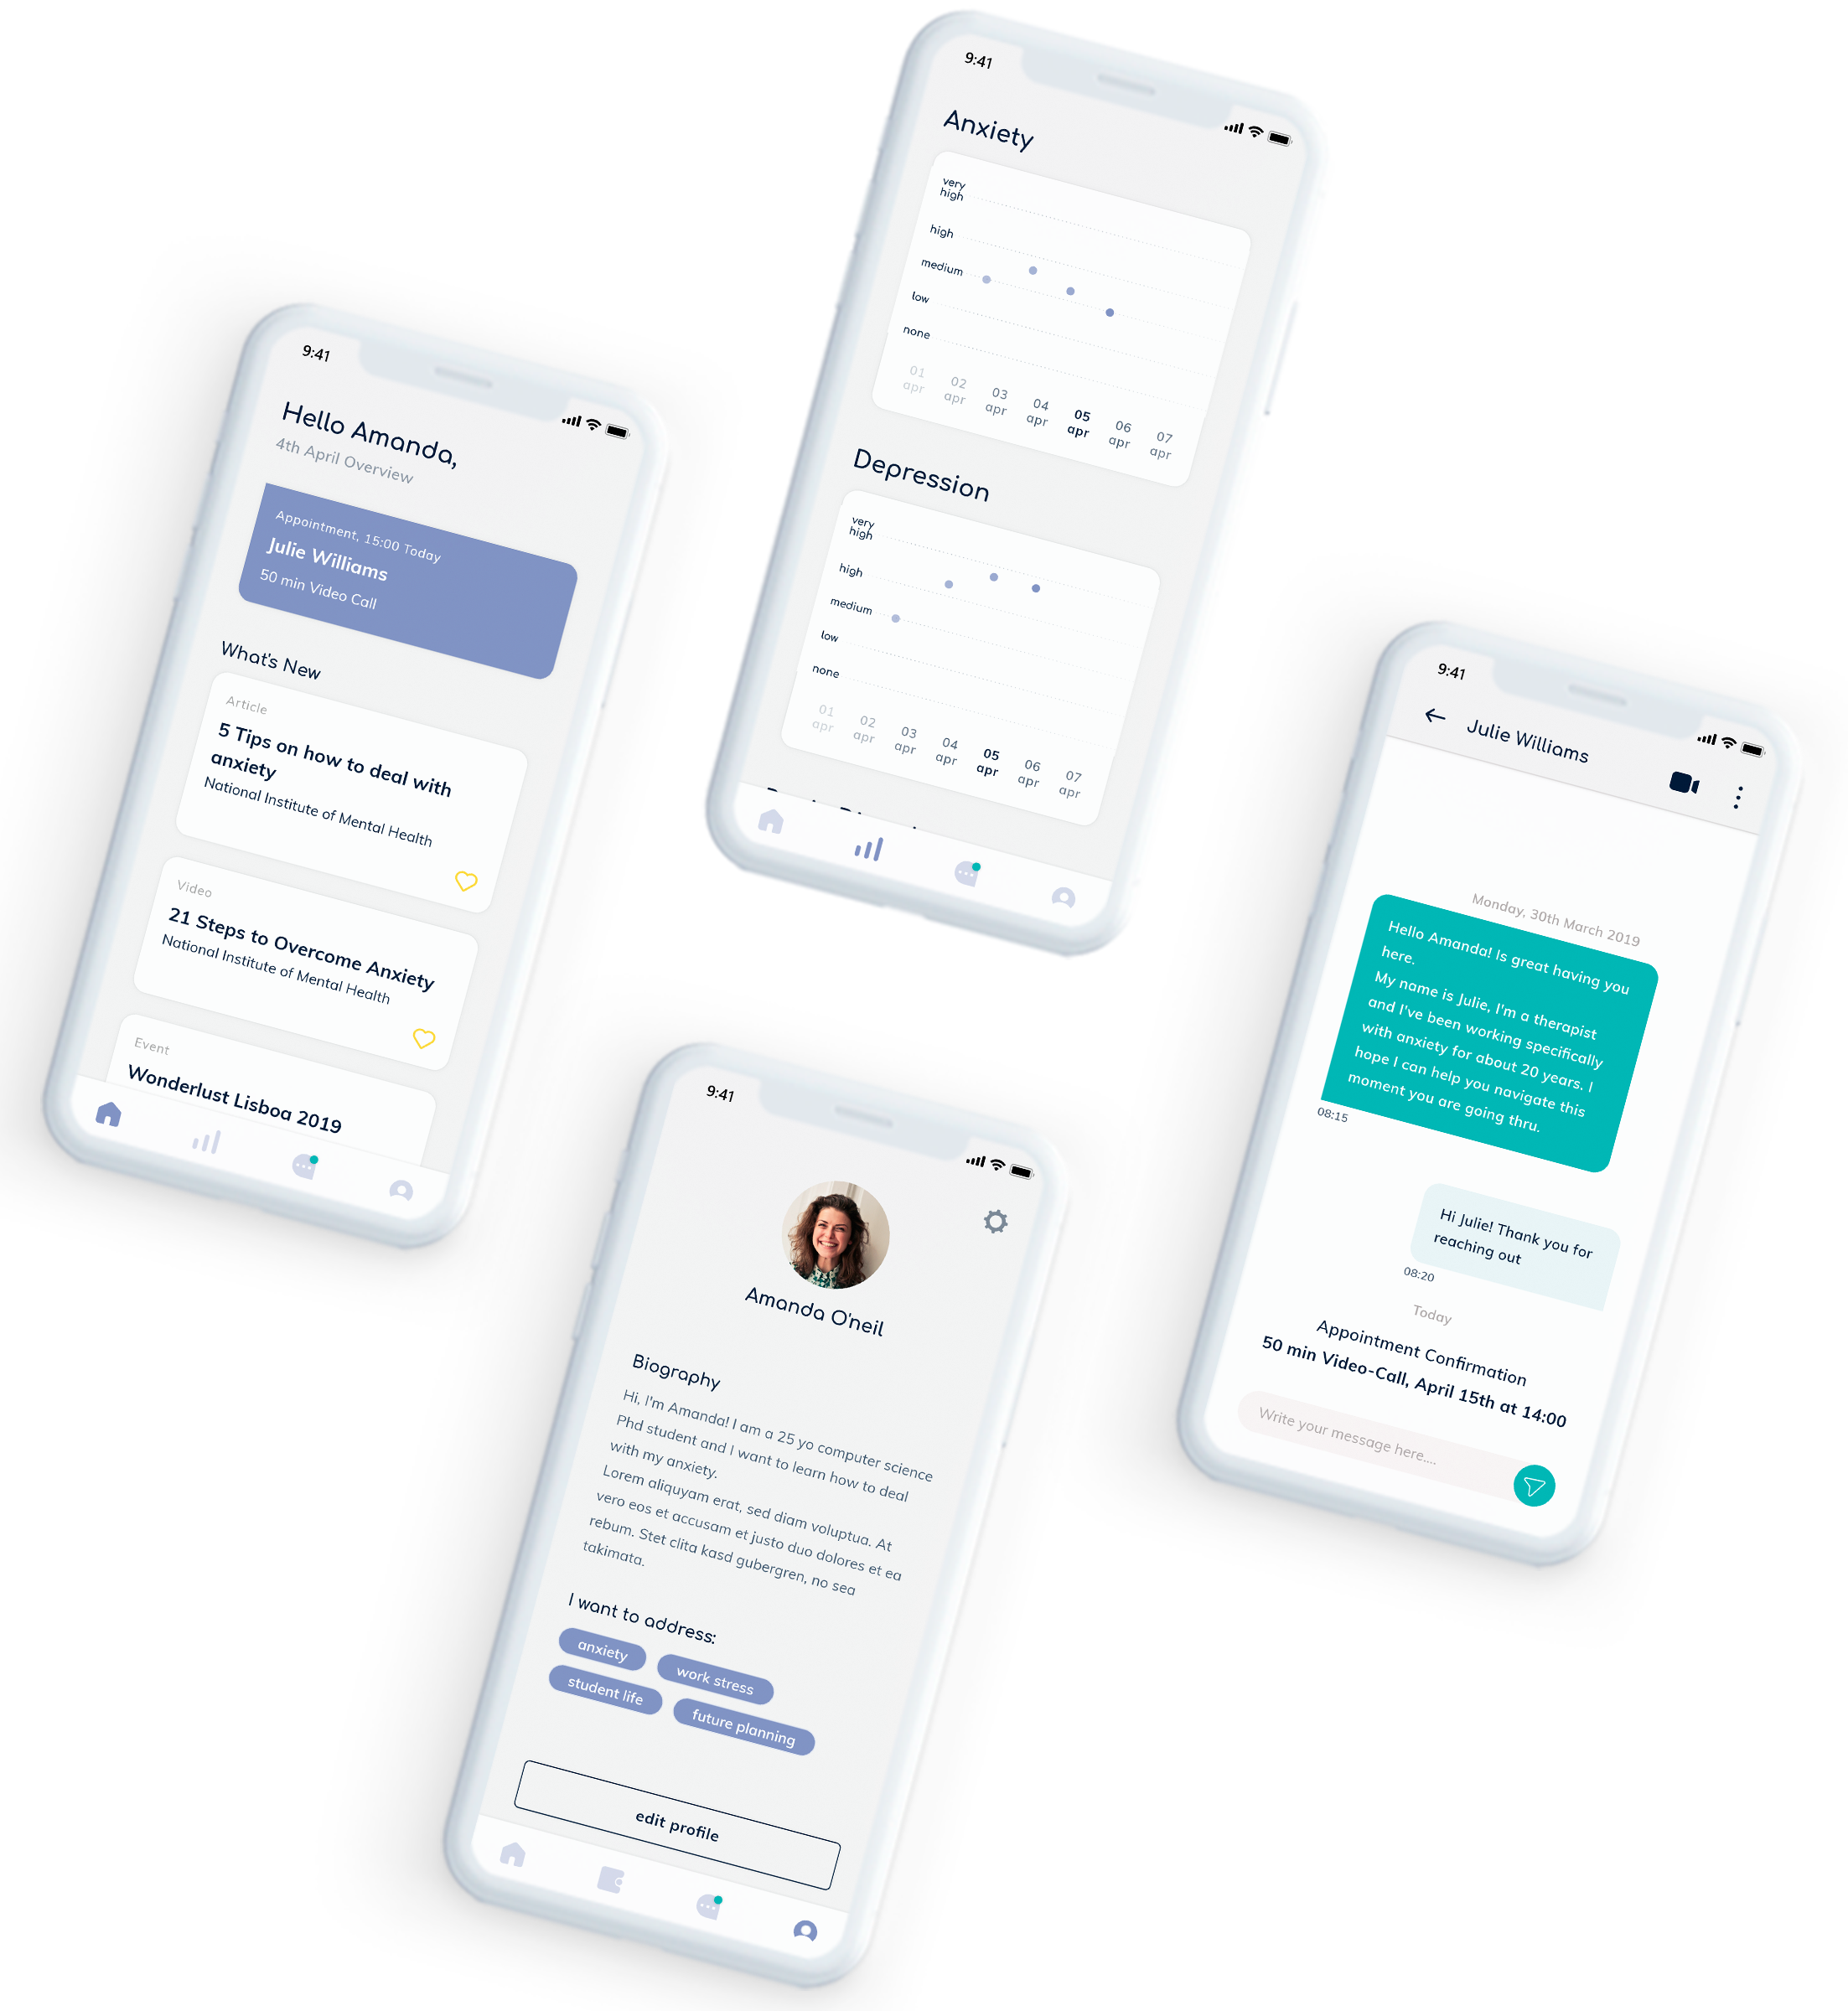 9:41
Hello Amanda,
4th April Overview
Appointment, 15:00 Today
Julie Williams
50 min Video Call
What's New
Article
5 Tips on how to deal with
anxiety
National Institute of Mental Health
Video
21 Steps to Overcome Anxiety
National Institute of Mental Health
Event
Wonderlust Lisboa 2019
9:41
Anxiety
very
high
high
medium
low
none
01 02 03 04 05 06 07
apr apr apr apr apr apr apr
Depression
very
high
high
medium
low
none
01 02 03 04 05 06 07
apr apr apr apr apr apr apr
9:41
Amanda O'neil
Biography
Hi, I'm Amanda! I am a 25 yo computer science
Phd student and I want to learn how to deal
with my anxiety.
Lorem aliquyam erat, sed diam voluptua. At
vero eos et accusam et justo duo dolores et ea
rebum. Stet clita kasd gubergren, no sea
takimata.
I want to address:
anxiety work stress
student life future planning
edit profile
9:41
Julie Williams
Monday, 30th March 2019
Hello Amanda! Is great having you
here.
My name is Julie, I'm a therapist
and I've been working specifically
with anxiety for about 20 years. I
hope I can help you navigate this
moment you are going thru.
08:15
Hi Julie! Thank you for
reaching out
08:20
Today
Appointment Confirmation
50 min Video-Call, April 15th at 14:00
Write your message here....